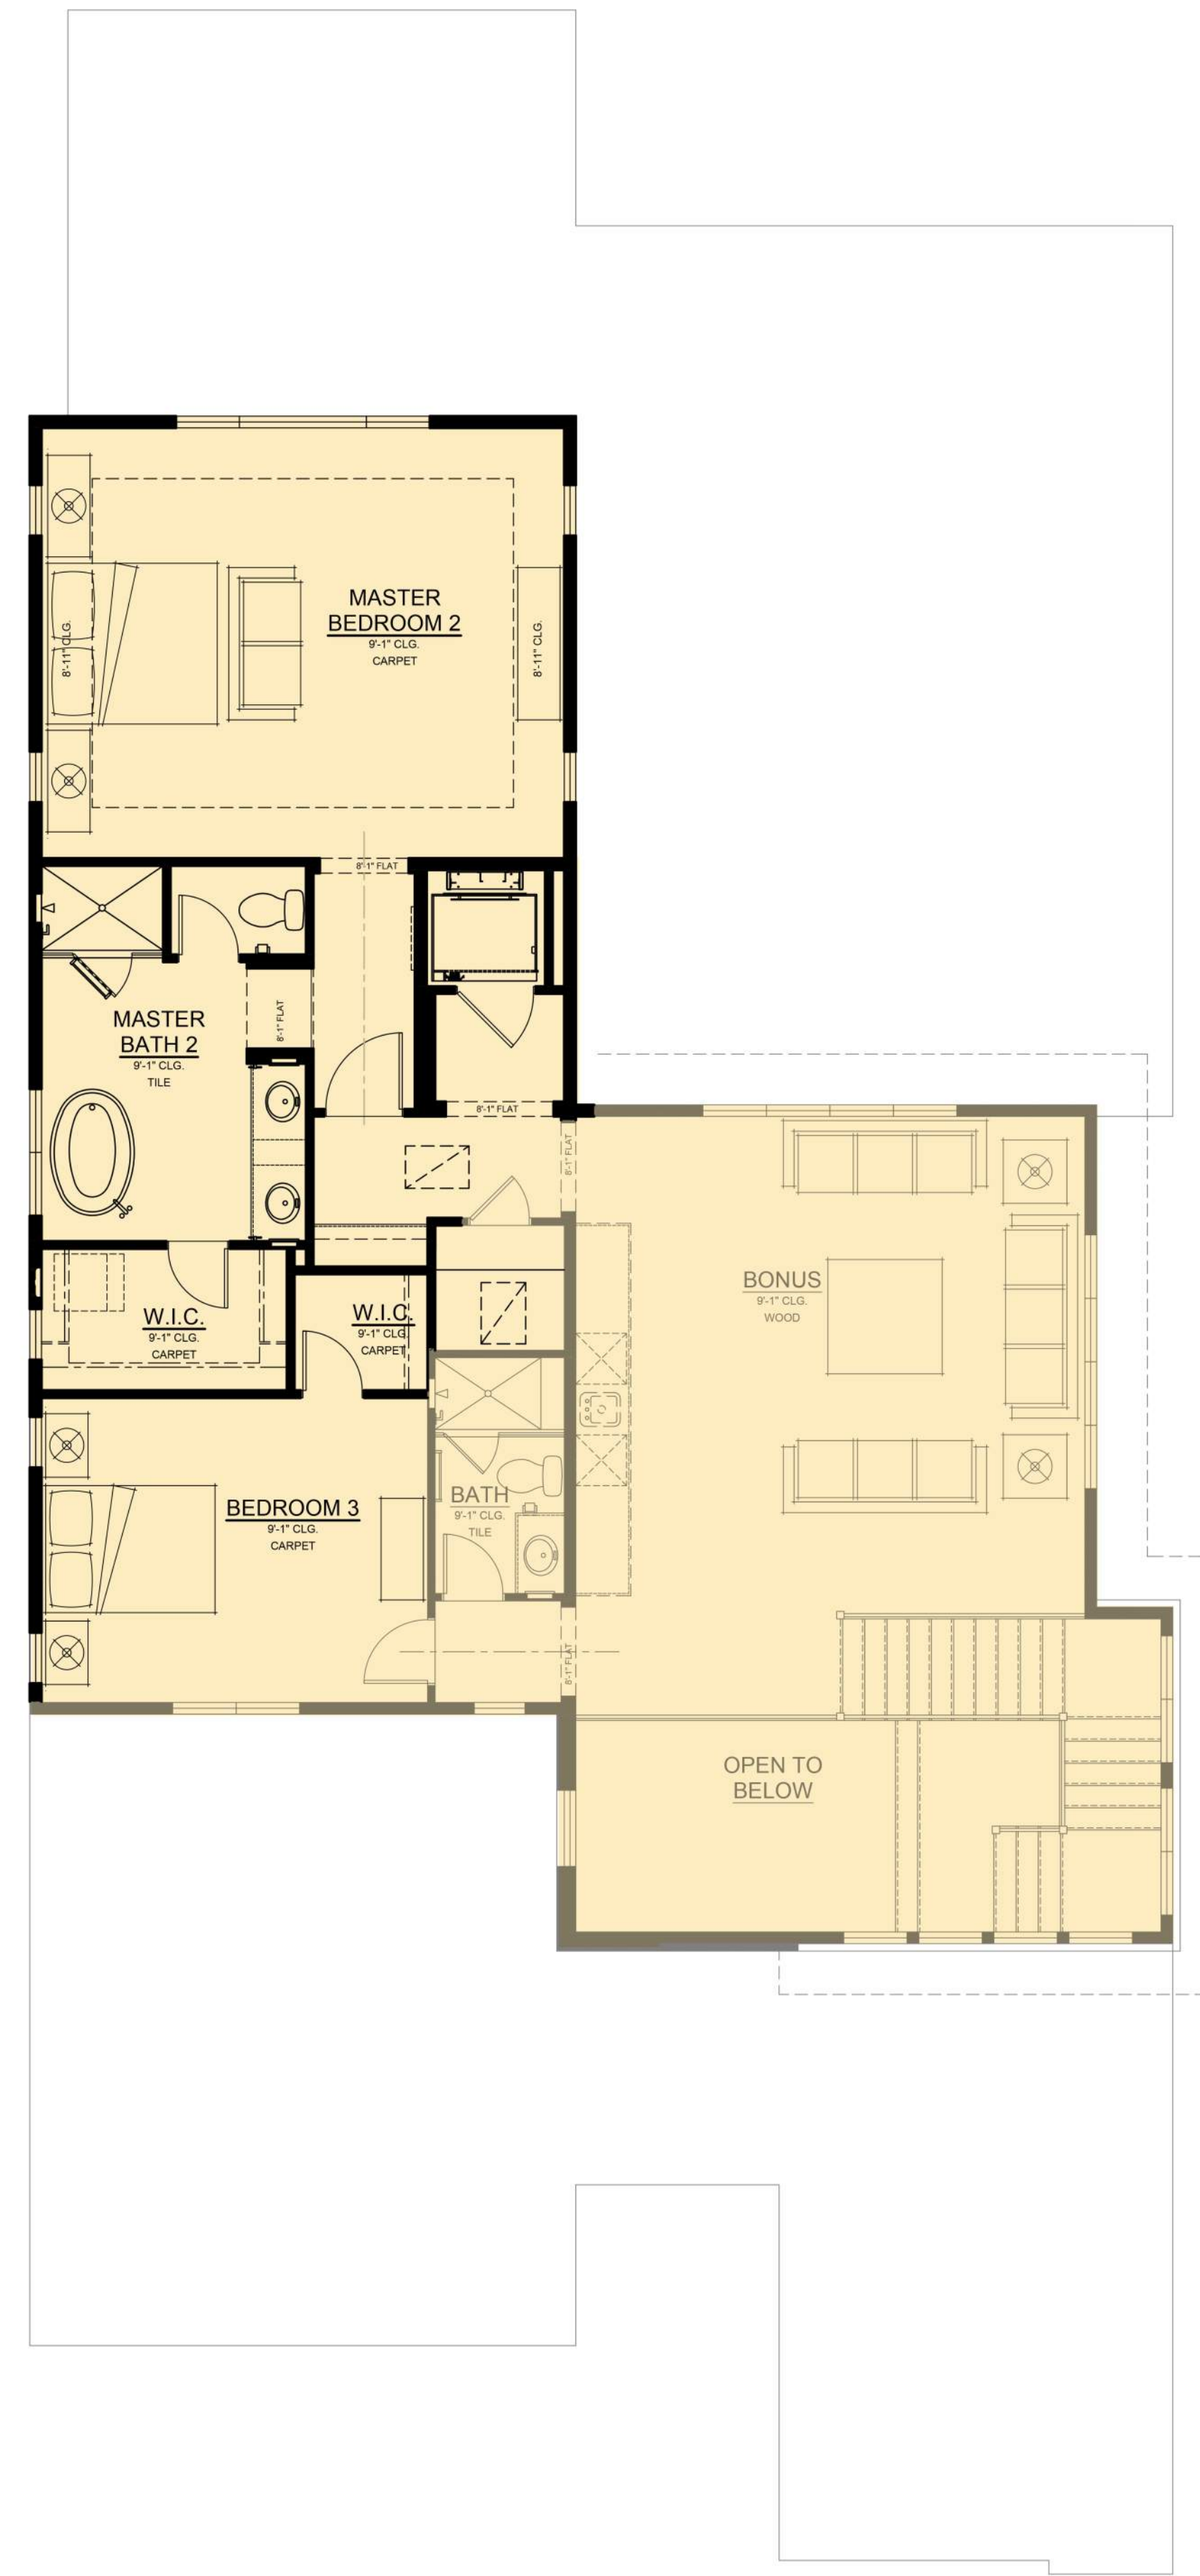 MASTER
BEDROOM 2
9'-1" CLG.
CARPET
8'-11" CLG.
8'-11" CLG.
8'-1" FLAT
MASTER
BATH 2
9'-1" CLG.
TILE
8'-1" FLAT
8'-1" FLAT
8'-1" FLAT
W.I.C.
9'-1" CLG.
CARPET
W.I.C.
9'-1" CLG.
CARPET
BONUS
9'-1" CLG.
WOOD
BEDROOM 3
9'-1" CLG.
CARPET
BATH
9'-1" CLG.
TILE
8'-1" FLAT
OPEN TO
BELOW